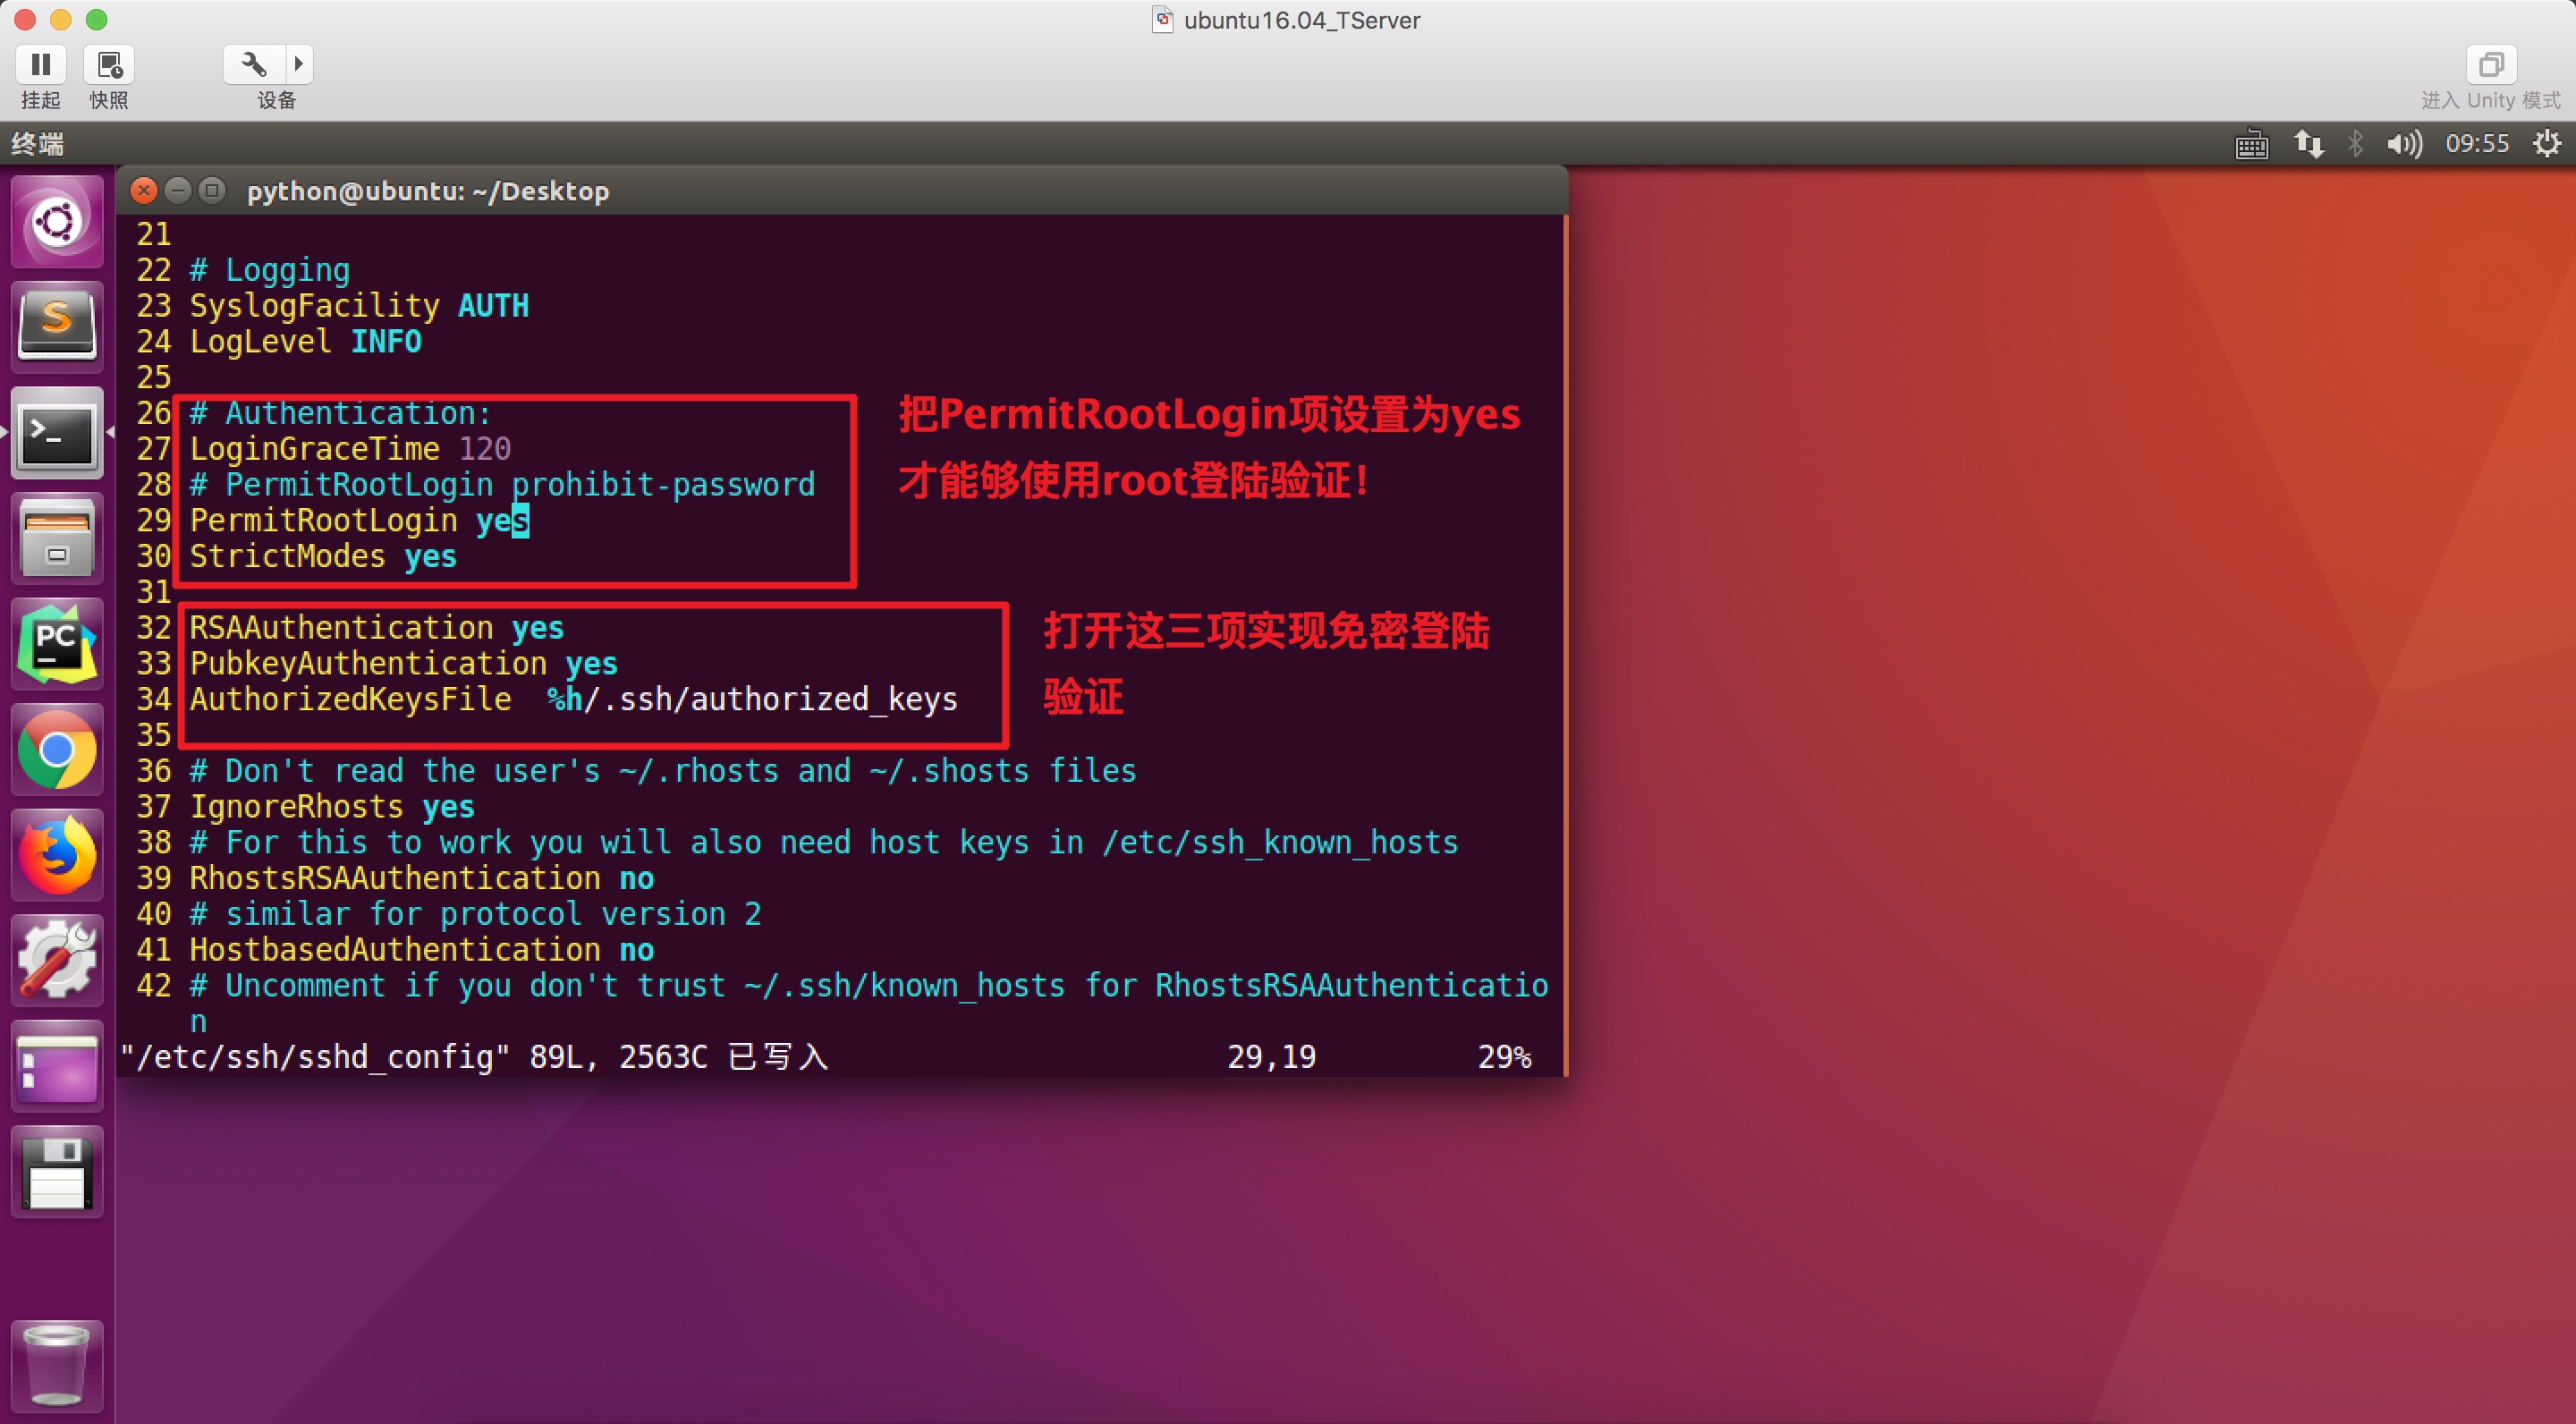 ubuntu16.04_TServer
挂起 快照 设备 进入 Unity 模式
终端 09:55
python@ubuntu: ~/Desktop
21
22 # Logging
23 SyslogFacility AUTH
24 LogLevel INFO
25
26 # Authentication:
27 LoginGraceTime 120
28 # PermitRootLogin prohibit-password
29 PermitRootLogin yes
30 StrictModes yes
31
把PermitRootLogin项设置为yes
才能够使用root登陆验证!
32 RSAAuthentication yes
33 PubkeyAuthentication yes
34 AuthorizedKeysFile  %h/.ssh/authorized_keys
35
打开这三项实现免密登陆
验证
36 # Don't read the user's ~/.rhosts and ~/.shosts files
37 IgnoreRhosts yes
38 # For this to work you will also need host keys in /etc/ssh_known_hosts
39 RhostsRSAAuthentication no
40 # similar for protocol version 2
41 HostbasedAuthentication no
42 # Uncomment if you don't trust ~/.ssh/known_hosts for RhostsRSAAuthenticatio
n
"/etc/ssh/sshd_config" 89L, 2563C 已写入 29,19 29%
S
>_
PC